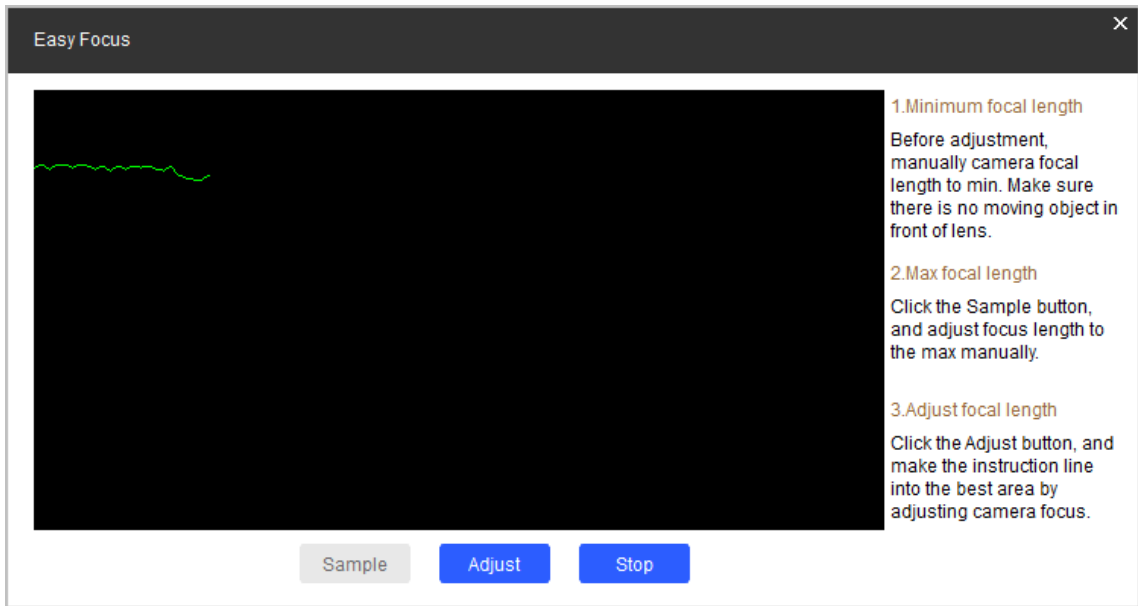 Easy Focus
1.Minimum focal length
Before adjustment,
manually camera focal
length to min. Make sure
there is no moving object in
front of lens.
2.Max focal length
Click the Sample button,
and adjust focus length to
the max manually.
3.Adjust focal length
Click the Adjust button, and
make the instruction line
into the best area by
adjusting camera focus.
Sample
Adjust
Stop